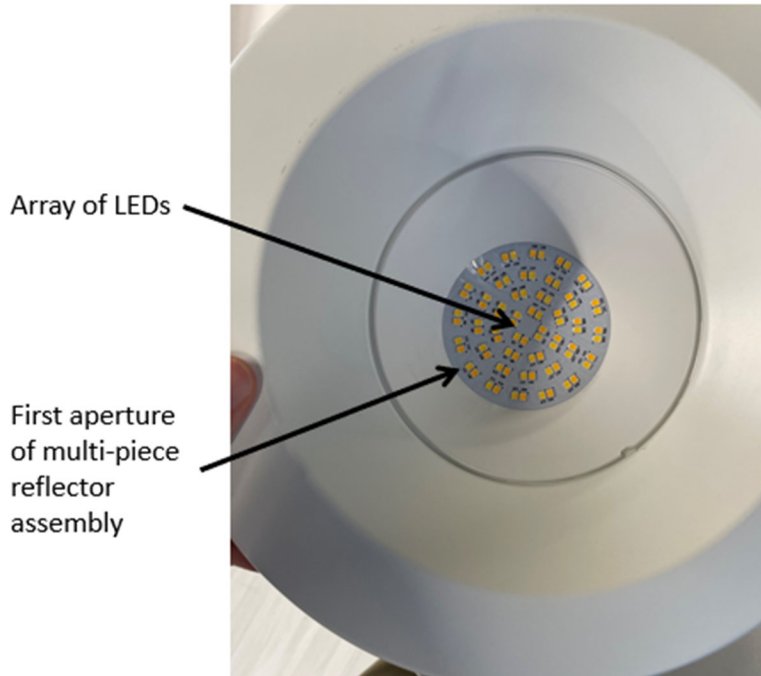 Array of LEDs
First aperture
of multi-piece
reflector
assembly